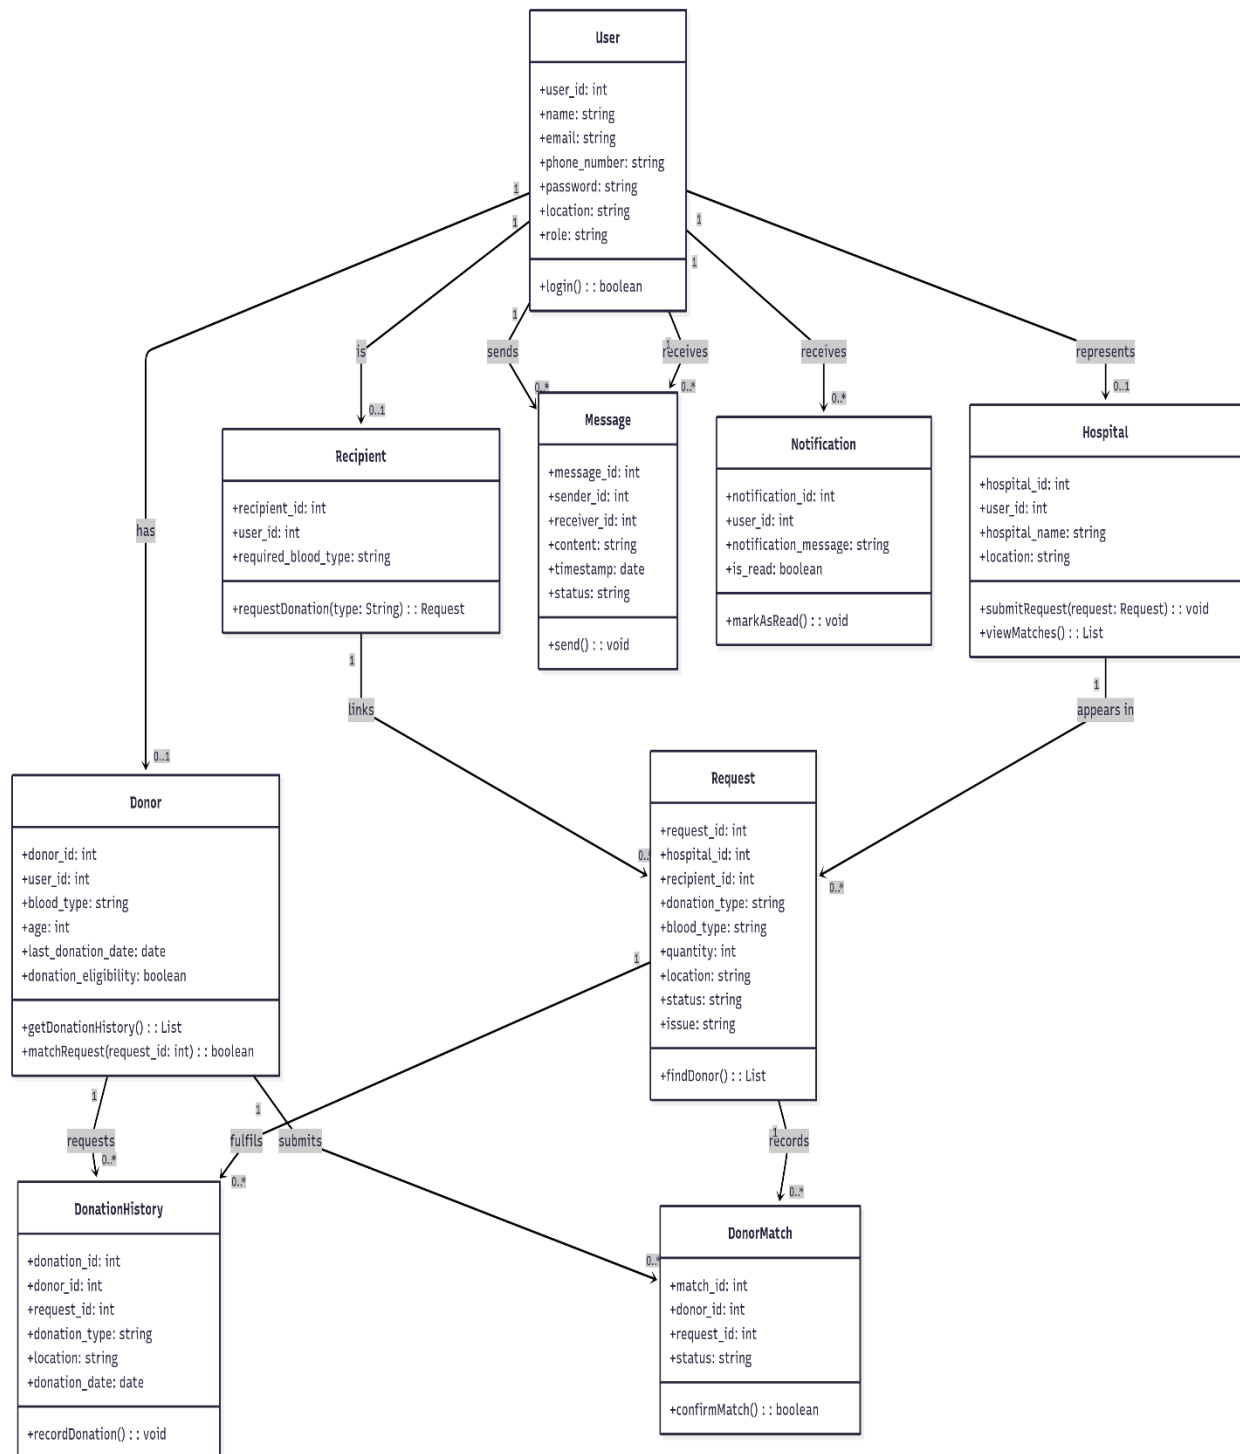 User
+user_id: int
+name: string
+email: string
+phone_number: string
+password: string
+location: string
+role: string
+login() : : boolean
1
1
1
1
1
1
has
is
sends
receives
receives
represents
0..1
0..1
0..*
0..*
0..*
0..1
Recipient
+recipient_id: int
+user_id: int
+required_blood_type: string
+requestDonation(type: String) : : Request
Message
+message_id: int
+sender_id: int
+receiver_id: int
+content: string
+timestamp: date
+status: string
+send() : : void
Notification
+notification_id: int
+user_id: int
+notification_message: string
+is_read: boolean
+markAsRead() : : void
Hospital
+hospital_id: int
+user_id: int
+hospital_name: string
+location: string
+submitRequest(request: Request) : : void
+viewMatches() : : List
1
links
0..*
1
appears in
0..*
Donor
+donor_id: int
+user_id: int
+blood_type: string
+age: int
+last_donation_date: date
+donation_eligibility: boolean
+getDonationHistory() : : List
+matchRequest(request_id: int) : : boolean
Request
+request_id: int
+hospital_id: int
+recipient_id: int
+donation_type: string
+blood_type: string
+quantity: int
+location: string
+status: string
+issue: string
+findDonor() : : List
1
requests
0..*
1
fulfils
0..*
1
submits
0..*
1
records
0..*
DonationHistory
+donation_id: int
+donor_id: int
+request_id: int
+donation_type: string
+location: string
+donation_date: date
+recordDonation() : : void
DonorMatch
+match_id: int
+donor_id: int
+request_id: int
+status: string
+confirmMatch() : : boolean